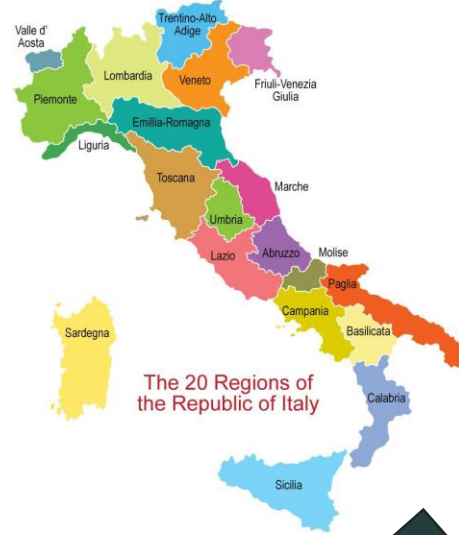 Trentino-Alto
Adige
Valle d'
Aosta
Lombardia
Veneto
Friuli-Venezia
Giulia
Piemonte
Emillia-Romagna
Liguria
Toscana
Marche
Umbria
Lazio
Abruzzo
Molise
Paglia
Campania
Basilicata
Sardegna
The 20 Regions of
the Republic of Italy
Calabria
Sicilia